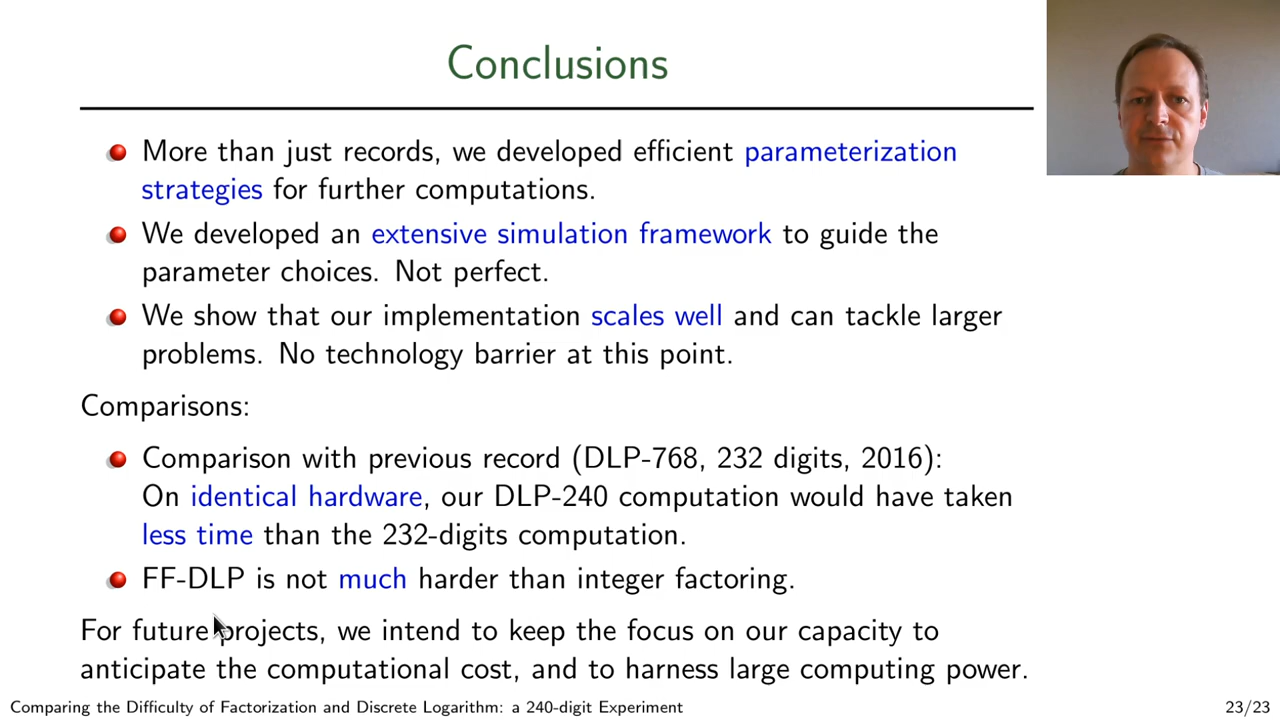 Conclusions
More than just records, we developed efficient parameterization
strategies for further computations.
We developed an extensive simulation framework to guide the
parameter choices. Not perfect.
We show that our implementation scales well and can tackle larger
problems. No technology barrier at this point.
Comparisons:
Comparison with previous record (DLP-768, 232 digits, 2016):
On identical hardware, our DLP-240 computation would have taken
less time than the 232-digits computation.
FF-DLP is not much harder than integer factoring.
For future projects, we intend to keep the focus on our capacity to
anticipate the computational cost, and to harness large computing power.
Comparing the Difficulty of Factorization and Discrete Logarithm: a 240-digit Experiment 23/23